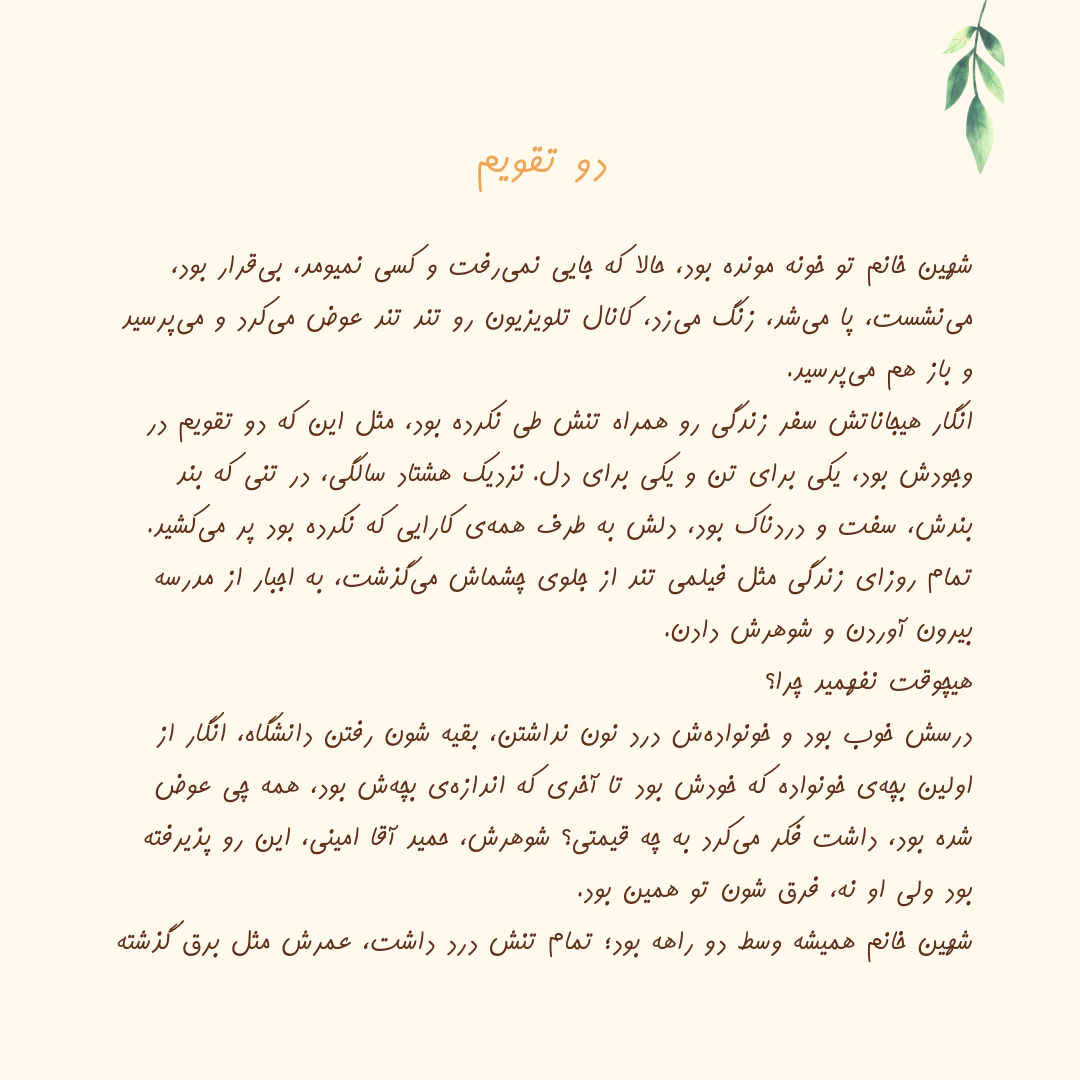 دو تقویم
شهین خانم تو خونه مونده بود، حالا که جایی نمی‌رفت و کسی نمیومد، بی‌قرار بود،
می‌نشست، پا می‌شد، زنگ می‌زد، کانال تلویزیون رو تند تند عوض می‌کرد و می‌پرسید
و باز هم می‌پرسید.
انگار هیجاناتش سفر زندگی رو همراه تنش طی نکرده بود، مثل این که دو تقویم در
وجودش بود، یکی برای تن و یکی برای دل. نزدیک هشتاد سالگی، در تنی که بند
بندش، سفت و دردناک بود، دلش به طرف همه‌ی کارایی که نکرده بود پر می‌کشید.
تمام روزای زندگی مثل فیلمی تند از جلوی چشماش می‌گذشت، به اجبار از مدرسه
بیرون آوردن و شوهرش دادن.
هیچوقت نفهمید چرا؟
درسش خوب بود و خونواده‌ش درد نون نداشتن، بقیه شون رفتن دانشگاه، انگار از
اولین بچه‌ی خونواده که خودش بود تا آخری که اندازه‌ی بچه‌ش بود، همه چی عوض
شده بود، داشت فکر می‌کرد به چه قیمتی؟ شوهرش، حمید آقا امینی، این رو پذیرفته
بود ولی او نه، فرق شون تو همین بود.
شهین خانم همیشه وسط دو راهه بود؛ تمام تنش درد داشت، عمرش مثل برق گذشته